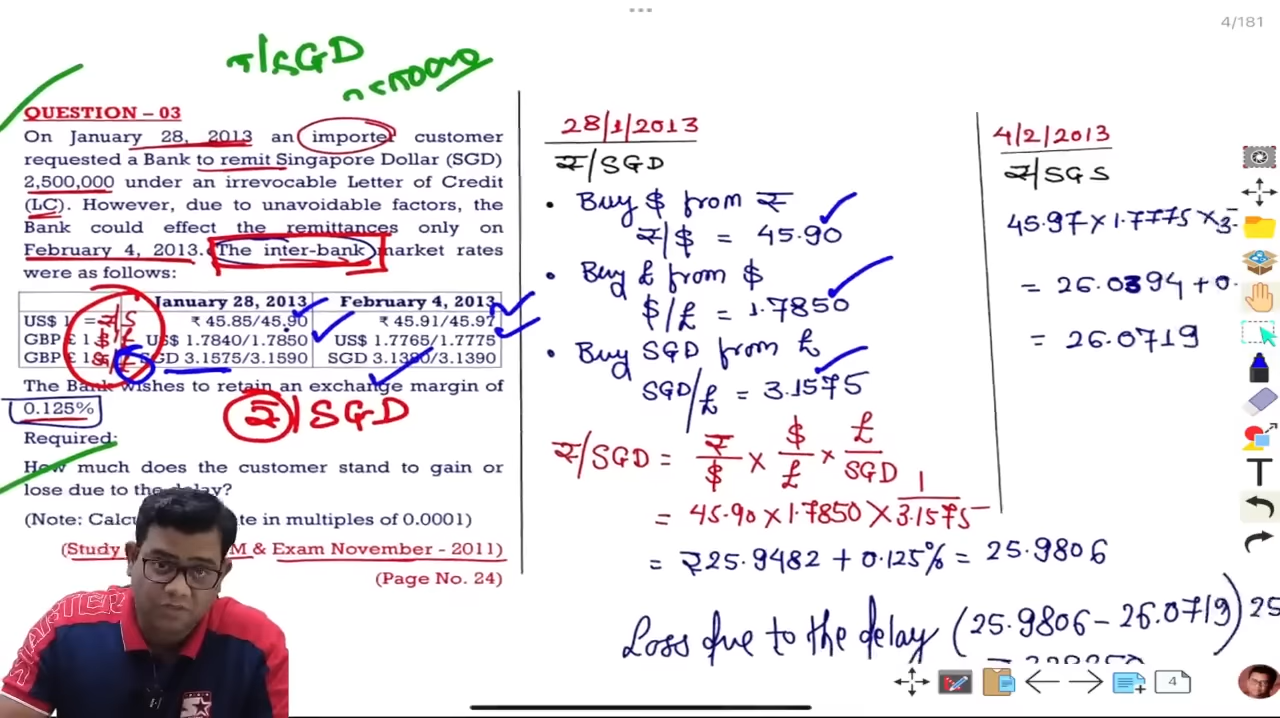 4/181
₹/SGD
QUESTION – 03
On January 28, 2013 an importer customer
requested a Bank to remit Singapore Dollar (SGD)
2,500,000 under an irrevocable Letter of Credit
(LC). However, due to unavoidable factors, the
Bank could effect the remittances only on
February 4, 2013. The inter-bank market rates
were as follows:
January 28, 2013 February 4, 2013
US$ 1 = ₹/$ ₹ 45.85/45.90 ₹ 45.91/45.97
GBP £ 1 $/£ US$ 1.7840/1.7850 US$ 1.7765/1.7775
GBP £ 1 SGD 3.1575/3.1590 SGD 3.1380/3.1390
The Bank wishes to retain an exchange margin of
0.125%
₹/SGD
Required:
How much does the customer stand to gain or
lose due to the delay?
(Note: in multiples of 0.0001)
(Study & Exam November - 2011)
(Page No. 24)
28/1/2013
₹/SGD
• Buy $ from ₹
₹/$ = 45.90
• Buy £ from $
$/£ = 1.7850
• Buy SGD from £
SGD/£ = 3.1575
₹/SGD = ₹/$ × $/£ × £/SGD
= 45.90 × 1.7850 × 1/3.1575
= ₹25.9482 + 0.125% = 25.9806
Loss due to the delay (25.9806 – 26.0719) 25
4/2/2013
₹/SGS
45.97 × 1.7775 ×
= 26.0394 + 0.
= 26.0719
STARTER
T
4